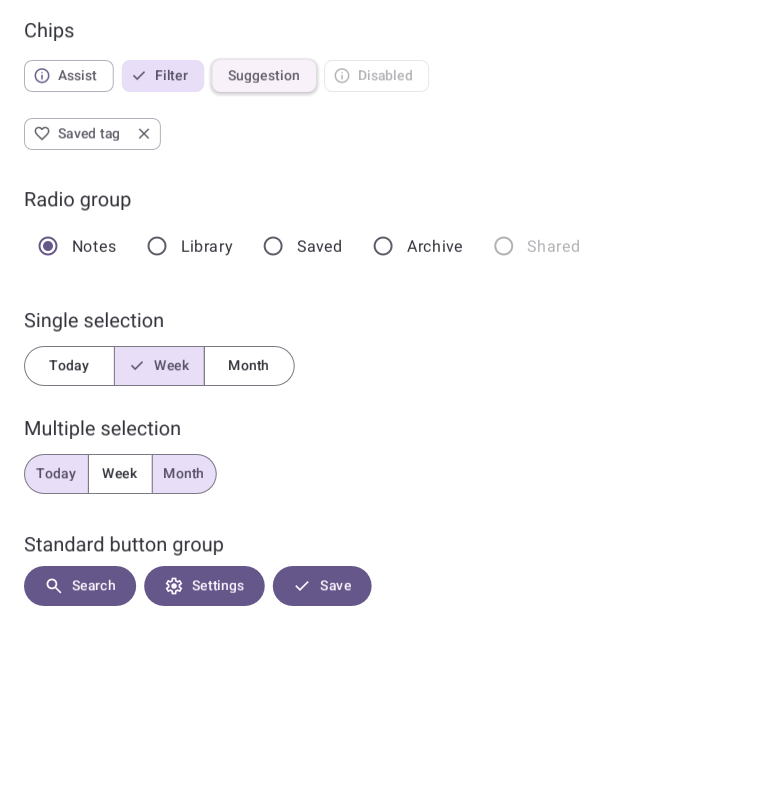 Chips
Assist Filter Suggestion Disabled
Saved tag
Radio group
Notes Library Saved Archive Shared
Single selection
Today Week Month
Multiple selection
Today Week Month
Standard button group
Search Settings Save